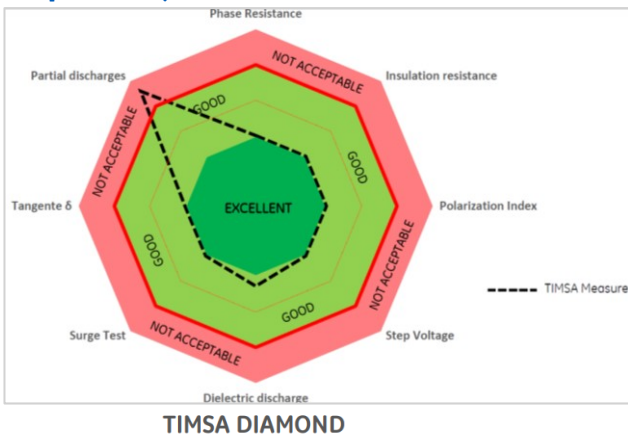 Phase Resistance
NOT ACCEPTABLE
Partial discharges
Insulation resistance
GOOD
NOT ACCEPTABLE
GOOD
Tangente δ
EXCELLENT
Polarization Index
GOOD
NOT ACCEPTABLE
TIMSA Measure
GOOD
Surge Test
NOT ACCEPTABLE
Step Voltage
Dielectric discharge
TIMSA DIAMOND